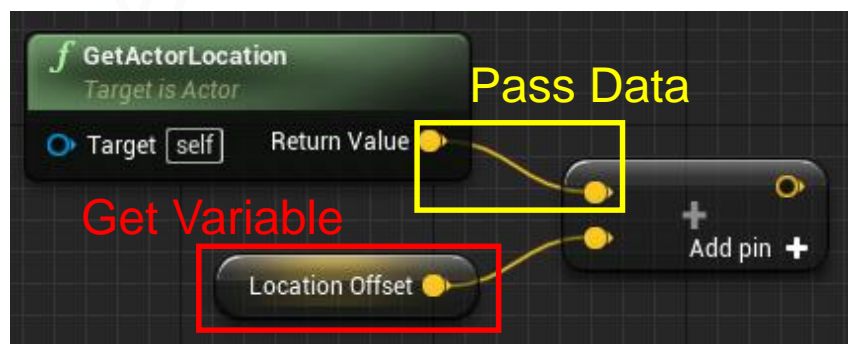 f GetActorLocation
Target is Actor
Pass Data
Target self Return Value
Get Variable
Add pin +
Location Offset